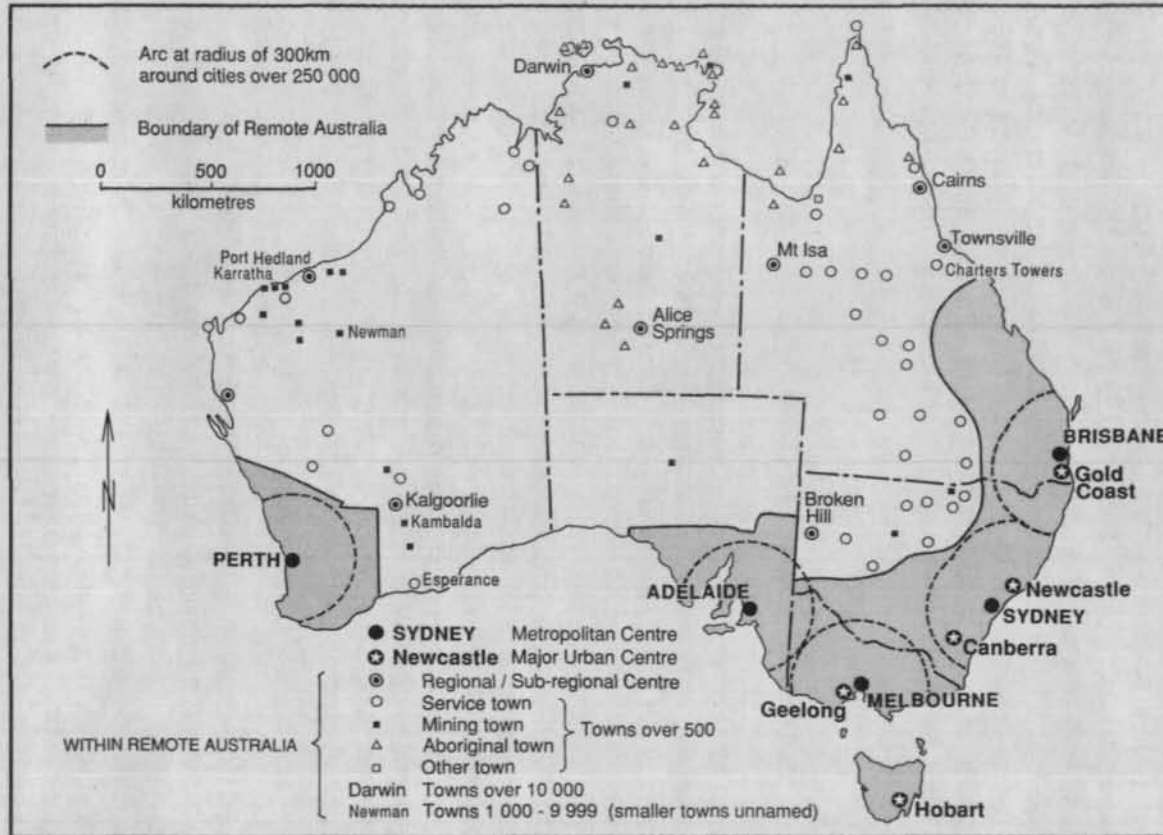 Arc at radius of 300km
around cities over 250 000
Boundary of Remote Australia
0 500 1000
kilometres
Darwin
Cairns
Townsville
Charters Towers
Mt Isa
Port Hedland
Karratha
Newman
Alice
Springs
BRISBANE
Gold
Coast
N
Kalgoorlie
Kambalda
Broken
Hill
PERTH
Esperance
ADELAIDE
Newcastle
SYDNEY
Canberra
MELBOURNE
Geelong
Hobart
SYDNEY Metropolitan Centre
Newcastle Major Urban Centre
Regional / Sub-regional Centre
Service town
Mining town
Aboriginal town
Other town
Towns over 500
WITHIN REMOTE AUSTRALIA
Darwin Towns over 10 000
Newman Towns 1 000 - 9 999 (smaller towns unnamed)